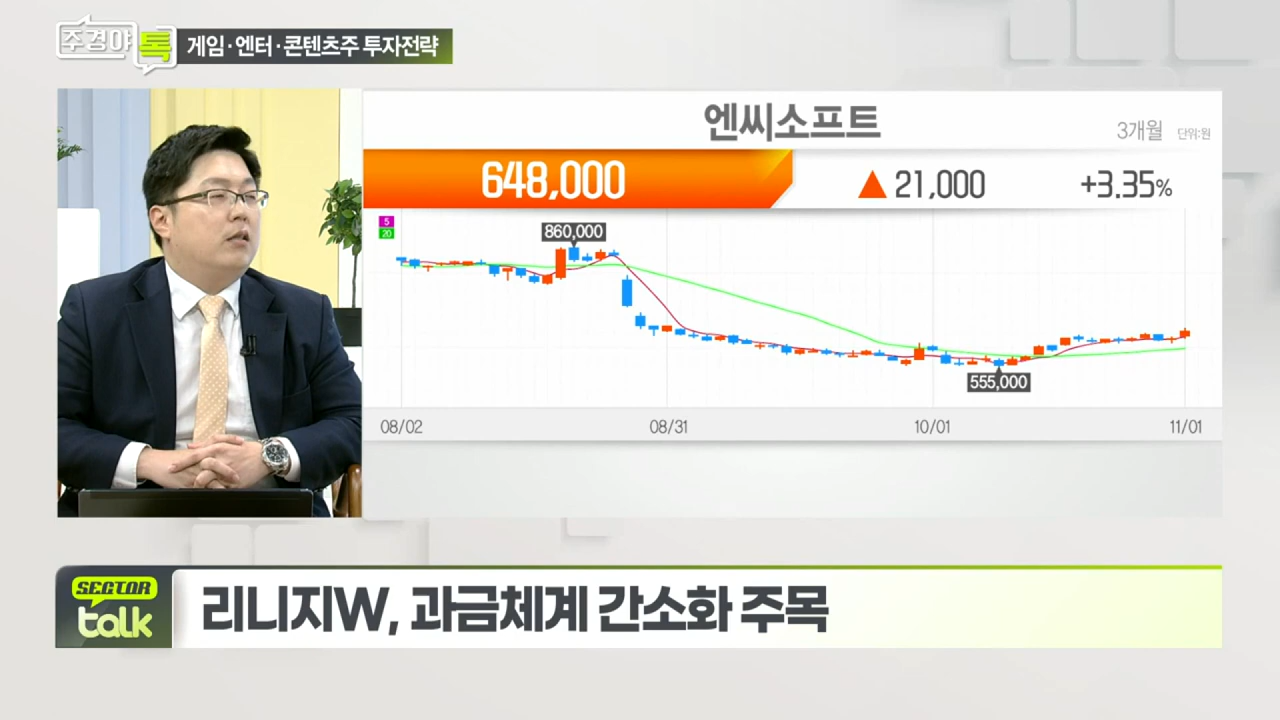 주경야
톡
게임·엔터·콘텐츠주 투자전략
엔씨소프트
3개월 단위:원
648,000 ▲ 21,000 +3.35%
5
20
860,000
555,000
08/02 08/31 10/01 11/01
SECTOR
talk
리니지W, 과금체계 간소화 주목